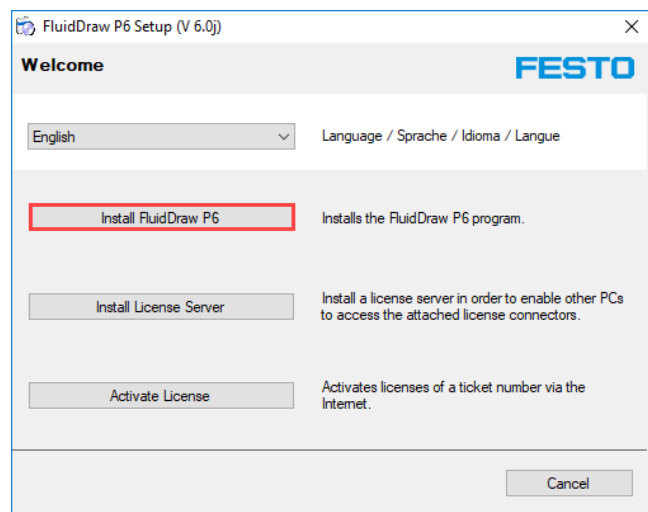 FluidDraw P6 Setup (V 6.0j)
Welcome
FESTO
English
Language / Sprache / Idioma / Langue
Install FluidDraw P6
Installs the FluidDraw P6 program.
Install License Server
Install a license server in order to enable other PCs
to access the attached license connectors.
Activate License
Activates licenses of a ticket number via the
Internet.
Cancel